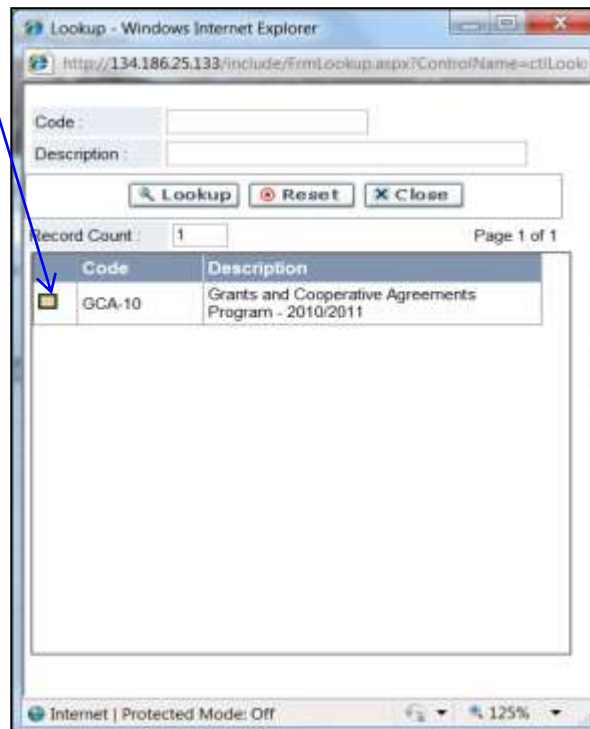 Lookup - Windows Internet Explorer
http://134.186.25.133/include/FrmLookup.aspx?ControlName=ctlLook
Code :
Description :
Lookup Reset Close
Record Count : 1 Page 1 of 1
Code Description
GCA-10 Grants and Cooperative Agreements
Program - 2010/2011
Internet | Protected Mode: Off 125%